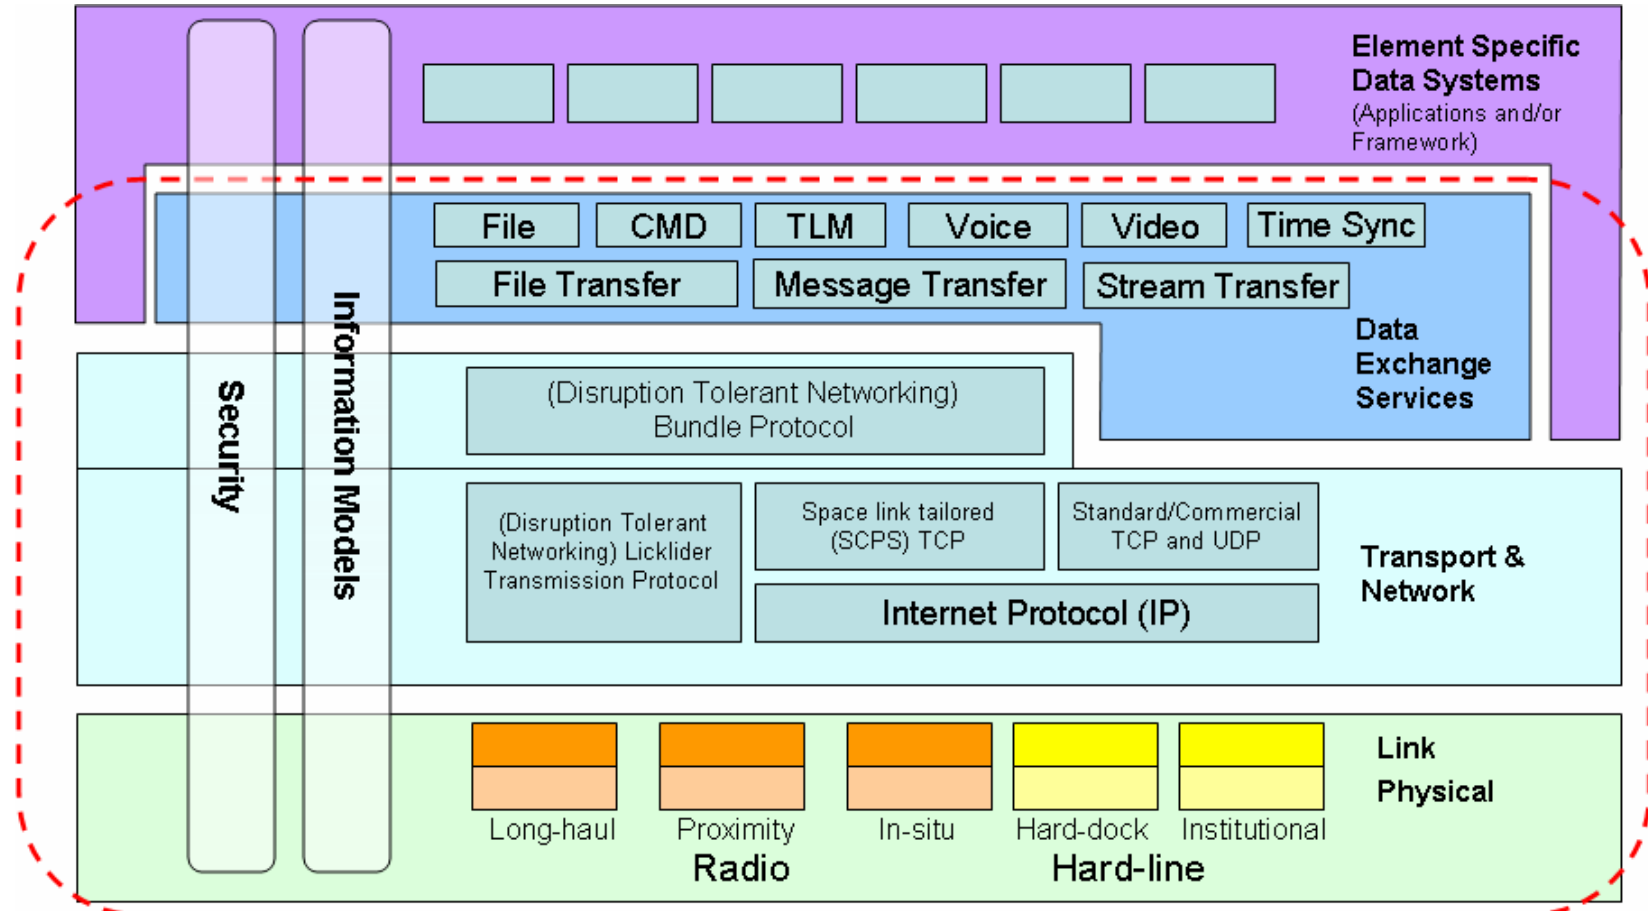 Element Specific
Data Systems
(Applications and/or
Framework)
File
CMD
TLM
Voice
Video
Time Sync
File Transfer
Message Transfer
Stream Transfer
Data
Exchange
Services
Security
Information Models
(Disruption Tolerant Networking)
Bundle Protocol
(Disruption Tolerant
Networking) Licklider
Transmission Protocol
Space link tailored
(SCPS) TCP
Standard/Commercial
TCP and UDP
Internet Protocol (IP)
Transport &
Network
Link
Physical
Long-haul
Proximity
In-situ
Hard-dock
Institutional
Radio
Hard-line